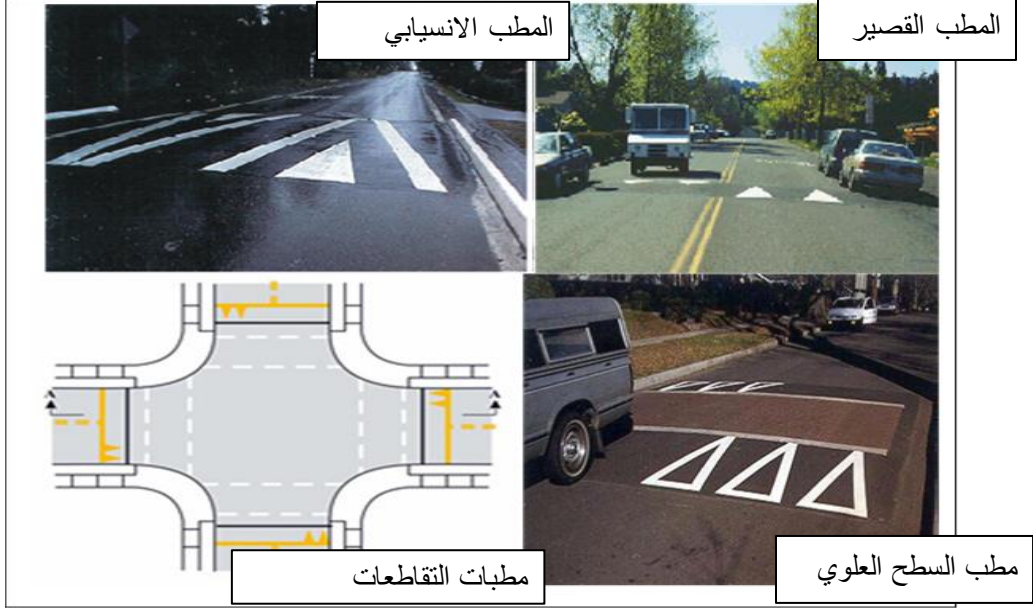 المطب القصير
المطب الانسيابي
مطب السطح العلوي
مطبات التقاطعات